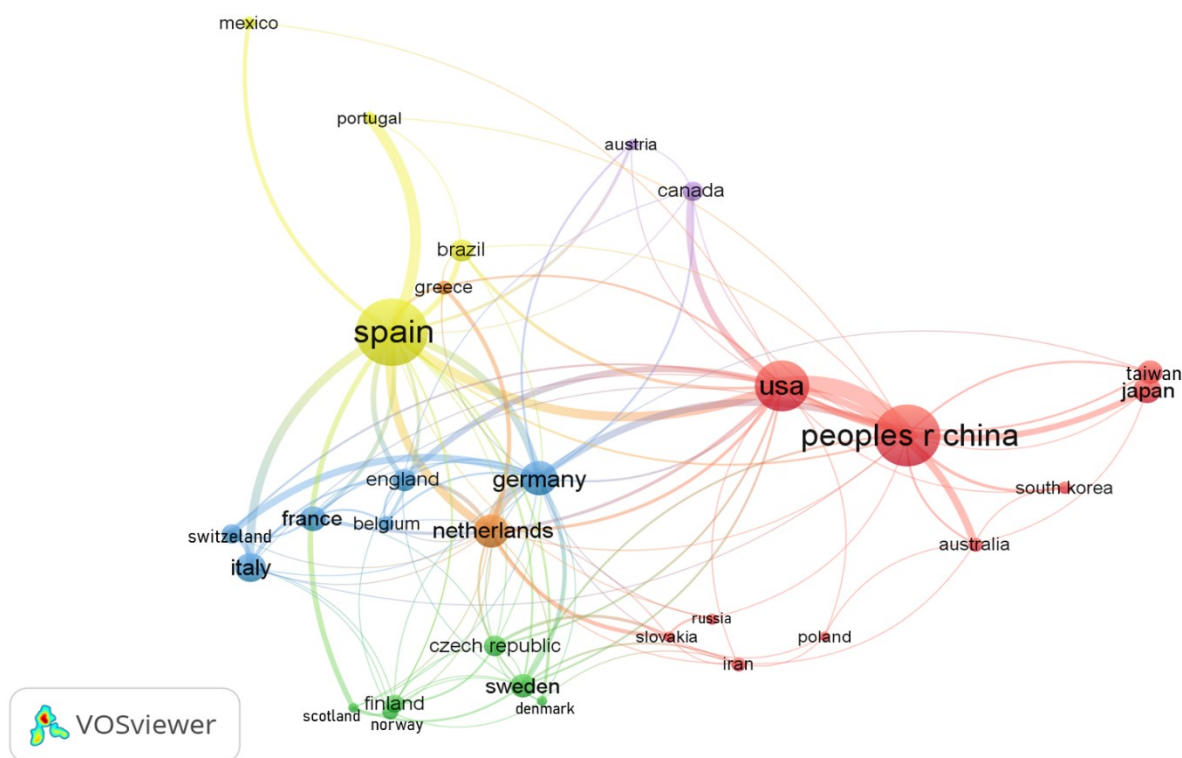 mexico
portugal
austria
canada
brazil
greece
spain
taiwan
usa
japan
peoples r china
england
germany
south korea
france
belgium
netherlands
switzeland
australia
italy
russia
slovakia
poland
czech republic
iran
sweden
finland
denmark
scotland
norway
VOSviewer